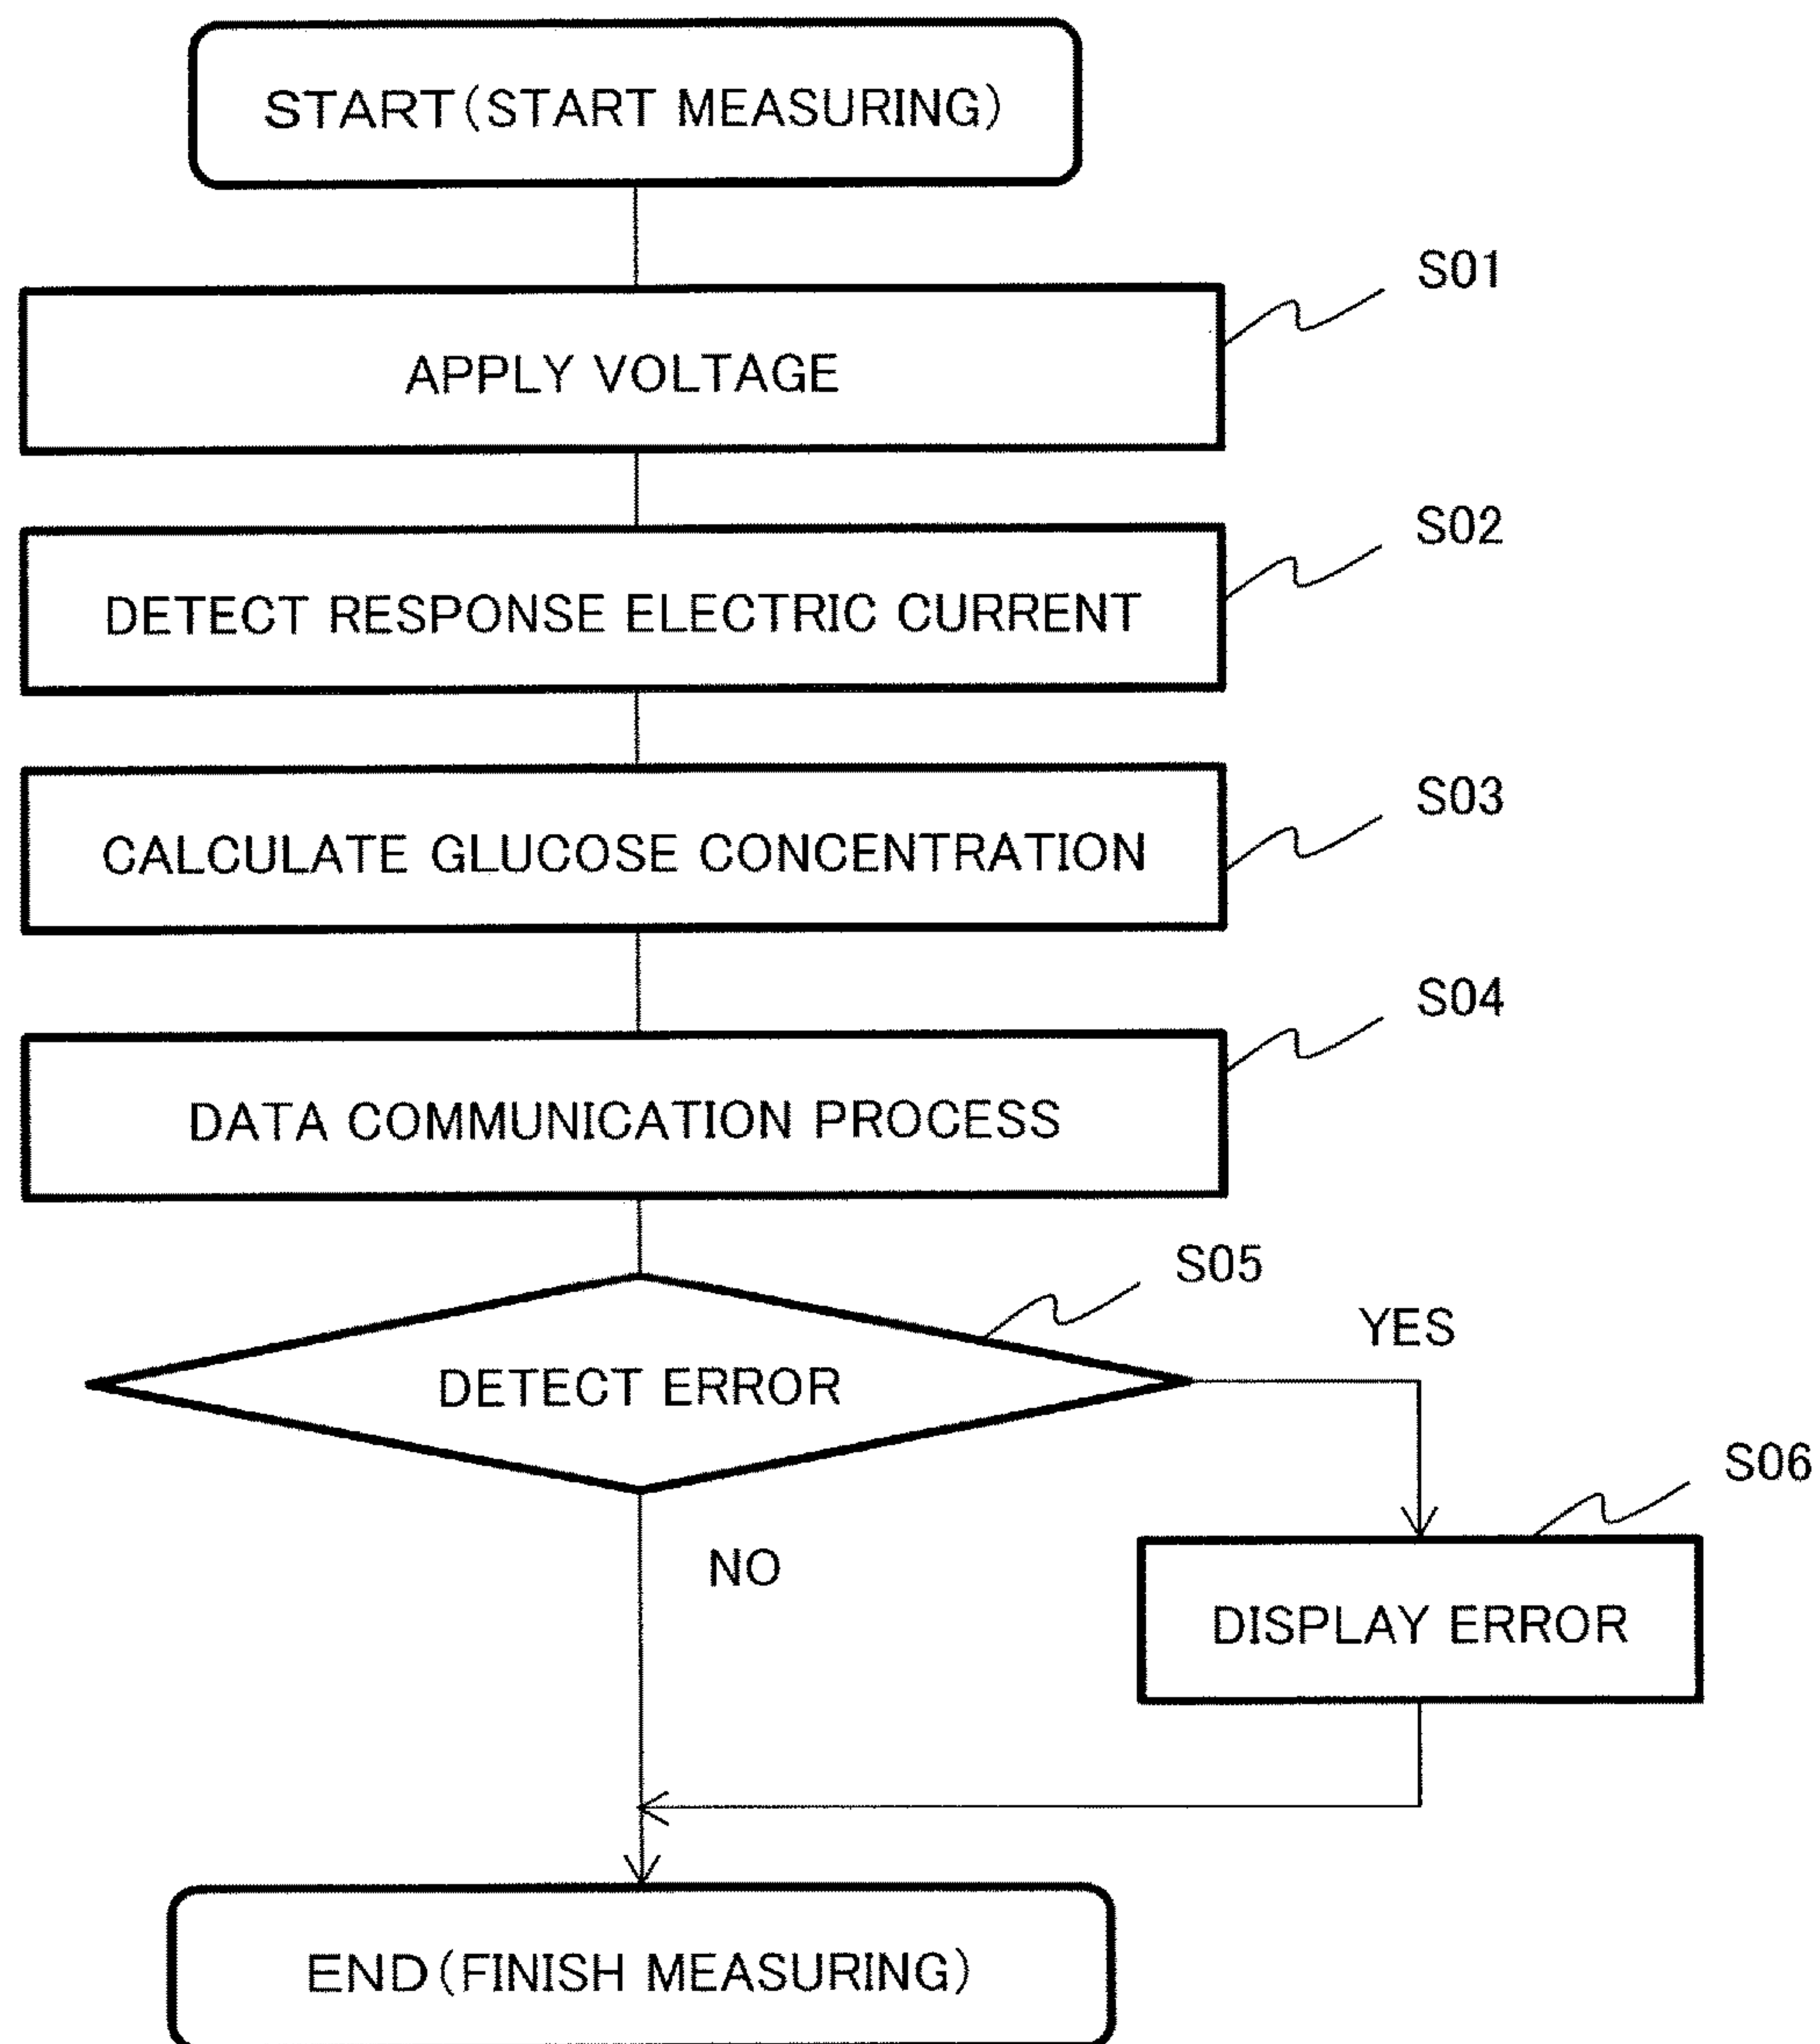 START(START MEASURING)
S01
APPLY VOLTAGE
S02
DETECT RESPONSE ELECTRIC CURRENT
S03
CALCULATE GLUCOSE CONCENTRATION
S04
DATA COMMUNICATION PROCESS
S05
YES
DETECT ERROR
S06
NO
DISPLAY ERROR
END(FINISH MEASURING)